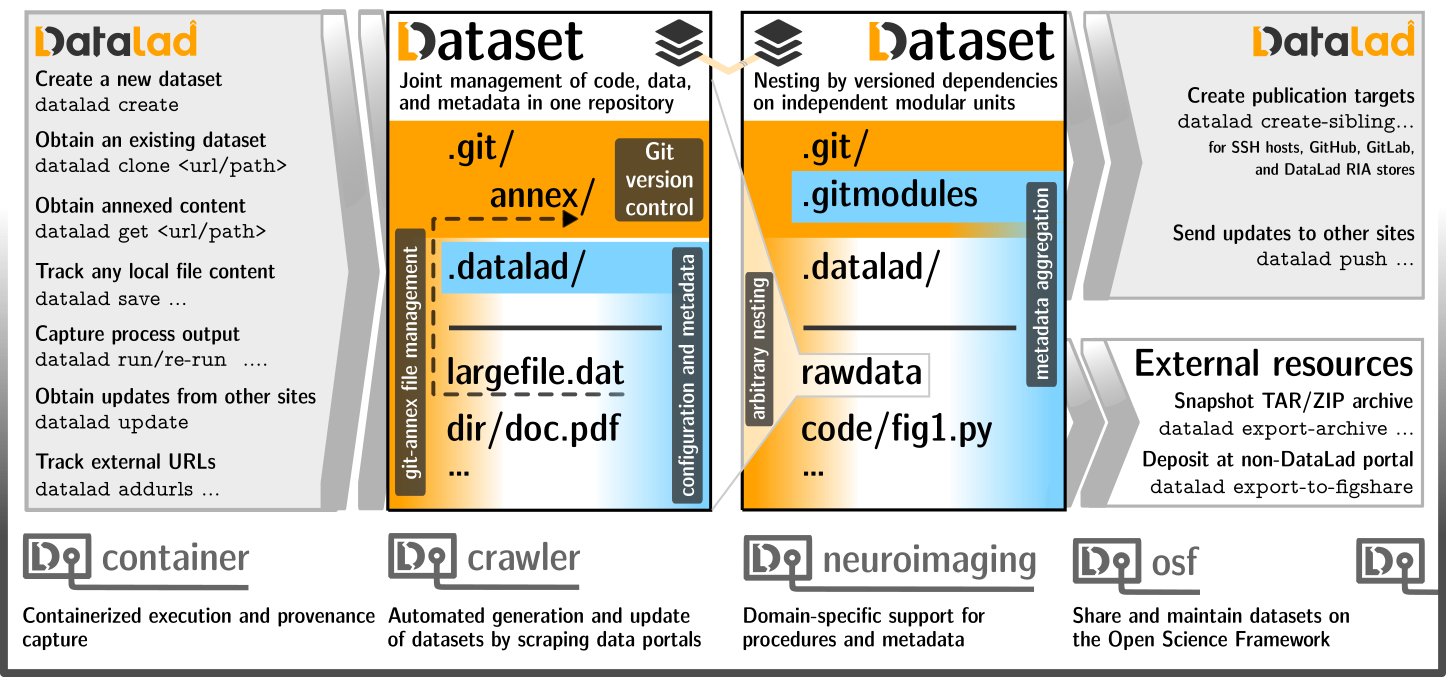 Datalad
Create a new dataset
datalad create
Obtain an existing dataset
datalad clone <url/path>
Obtain annexed content
datalad get <url/path>
Track any local file content
datalad save ...
Capture process output
datalad run/re-run ....
Obtain updates from other sites
datalad update
Track external URLs
datalad addurls ...
Dataset
Joint management of code, data,
and metadata in one repository
.git/
annex/
Git
version
control
git-annex file management
.datalad/
configuration and metadata
largefile.dat
dir/doc.pdf
...
Dataset
Nesting by versioned dependencies
on independent modular units
.git/
.gitmodules
metadata aggregation
.datalad/
arbitrary nesting
rawdata
code/fig1.py
...
Datalad
Create publication targets
datalad create-sibling...
for SSH hosts, GitHub, GitLab,
and DataLad RIA stores
Send updates to other sites
datalad push ...
External resources
Snapshot TAR/ZIP archive
datalad export-archive ...
Deposit at non-DataLad portal
datalad export-to-figshare
D container
Containerized execution and provenance
capture
D crawler
Automated generation and update
of datasets by scraping data portals
D neuroimaging
Domain-specific support for
procedures and metadata
D osf
Share and maintain datasets on
the Open Science Framework
D